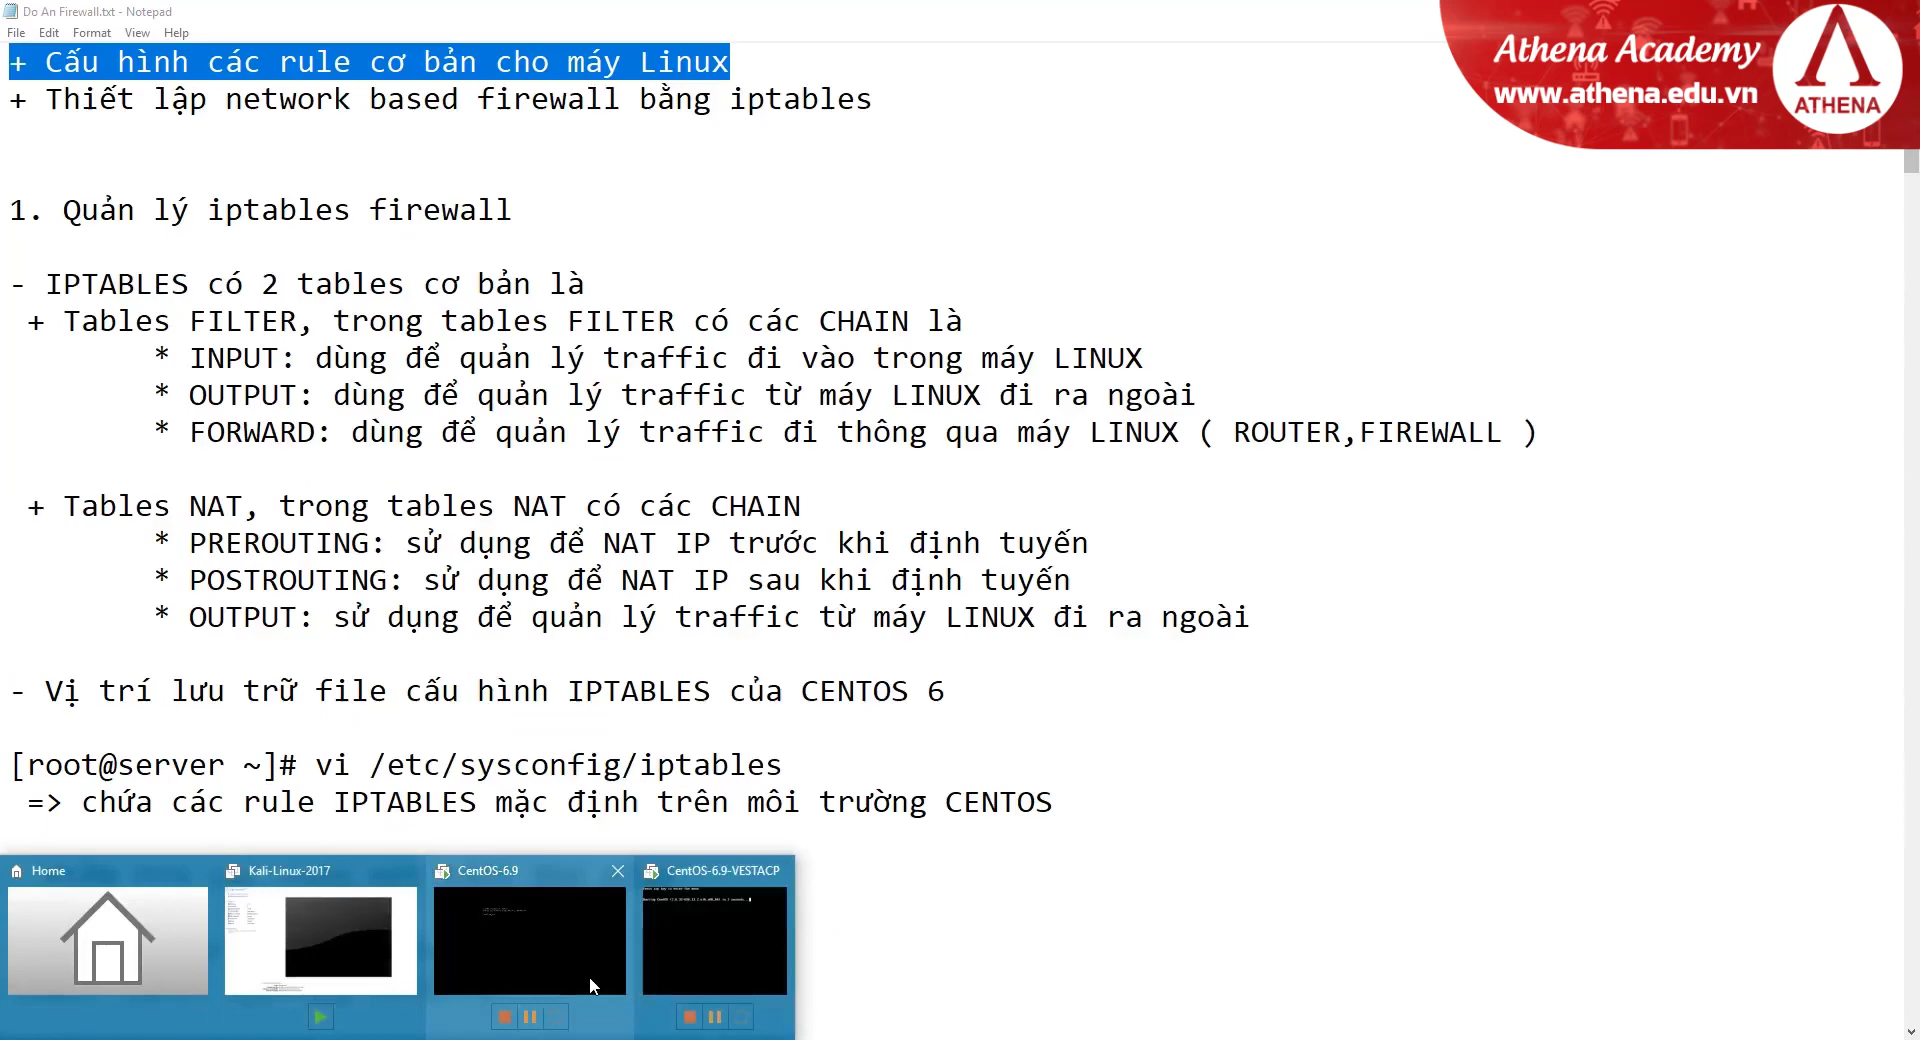 Do An Firewall.txt - Notepad
File Edit Format View Help
+ Cấu hình các rule cơ bản cho máy Linux
+ Thiết lập network based firewall bằng iptables
Athena Academy
www.athena.edu.vn
ATHENA
1. Quản lý iptables firewall
- IPTABLES có 2 tables cơ bản là
+ Tables FILTER, trong tables FILTER có các CHAIN là
* INPUT: dùng để quản lý traffic đi vào trong máy LINUX
* OUTPUT: dùng để quản lý traffic từ máy LINUX đi ra ngoài
* FORWARD: dùng để quản lý traffic đi thông qua máy LINUX ( ROUTER,FIREWALL )
+ Tables NAT, trong tables NAT có các CHAIN
* PREROUTING: sử dụng để NAT IP trước khi định tuyến
* POSTROUTING: sử dụng để NAT IP sau khi định tuyến
* OUTPUT: sử dụng để quản lý traffic từ máy LINUX đi ra ngoài
- Vị trí lưu trữ file cấu hình IPTABLES của CENTOS 6
[root@server ~]# vi /etc/sysconfig/iptables
=> chứa các rule IPTABLES mặc định trên môi trường CENTOS
Home
Kali-Linux-2017
CentOS-6.9
CentOS-6.9-VESTACP